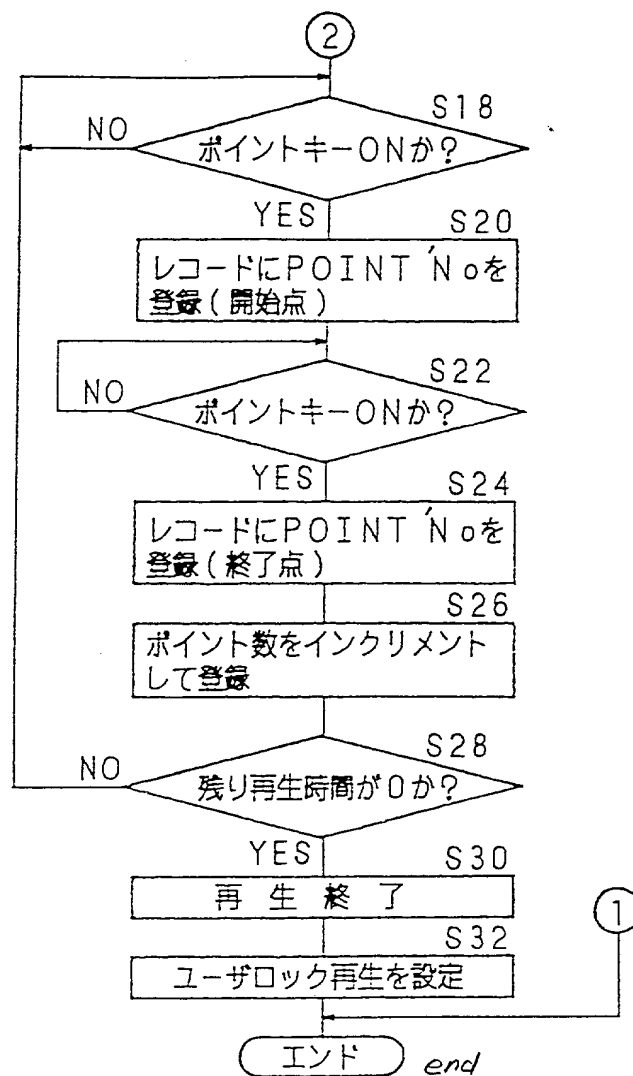 ②
S18
NO
ポイントキーONか？
YES
S20
レコードにPOINT Noを
登録(開始点)
S22
NO
ポイントキーONか？
YES
S24
レコードにPOINT Noを
登録(終了点)
S26
ポイント数をインクリメント
して登録
S28
NO
残り再生時間が0か？
YES
S30
再生終了
①
S32
ユーザロック再生を設定
エンド
end